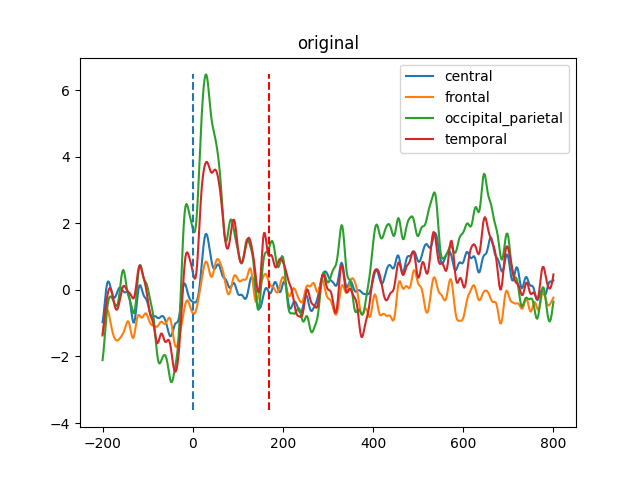 original
central
frontal
occipital_parietal
temporal
6
4
2
0
−2
−4
−200
0
200
400
600
800